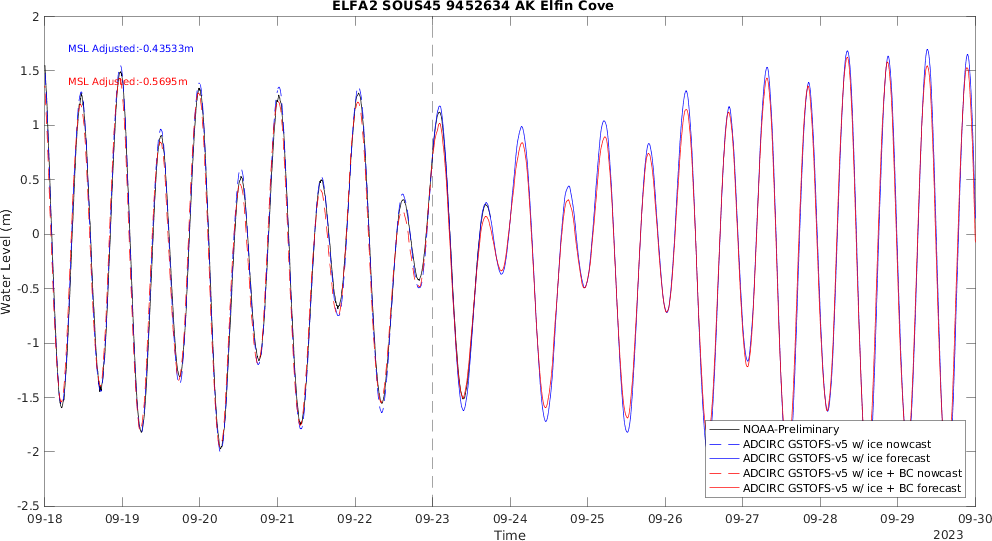 ELFA2 SOUS45 9452634 AK Elfin Cove
MSL Adjusted:-0.43533m
MSL Adjusted:-0.5695m
Water Level (m)
2
1.5
1
0.5
0
-0.5
-1
-1.5
-2
-2.5
NOAA-Preliminary
ADCIRC GSTOFS-v5 w/ ice nowcast
ADCIRC GSTOFS-v5 w/ ice forecast
ADCIRC GSTOFS-v5 w/ ice + BC nowcast
ADCIRC GSTOFS-v5 w/ ice + BC forecast
09-18 09-19 09-20 09-21 09-22 09-23 09-24 09-25 09-26 09-27 09-28 09-29 09-30
Time
2023